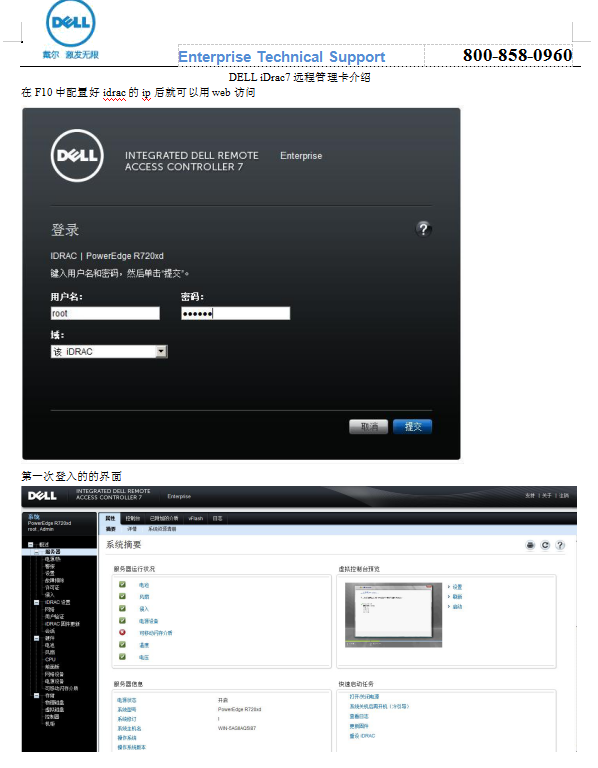 DELL
戴尔 激发无限
Enterprise Technical Support
800-858-0960
DELL iDrac7 远程管理卡介绍
在 F10 中配置好 idrac 的 ip 后就可以用 web 访问
DELL
INTEGRATED DELL REMOTE
ACCESS CONTROLLER 7
Enterprise
登录
?
IDRAC | PowerEdge R720xd
键入用户名和密码，然后单击“提交”。
用户名:
密码:
root
••••••
域:
该 iDRAC
取消
提交
第一次登入的的界面
DELL
INTEGRATED DELL REMOTE
ACCESS CONTROLLER 7
Enterprise
支持 | 关于 | 注销
系统
PowerEdge R720xd
root , Admin
属性
控制台
已附加的介质
vFlash
日志
摘要
详情
系统资源清册
概述
服务器
电源/热
警报
设置
故障排除
许可证
侵入
iDRAC 设置
网络
用户验证
iDRAC 固件更新
会话
硬件
电池
风扇
CPU
前面板
网络设备
电源设备
可移动闪存介质
存储
物理磁盘
虚拟磁盘
控制器
机柜
系统摘要
?
服务器运行状况
电池
风扇
侵入
电源设备
可移动闪存介质
温度
电压
虚拟控制台预览
设置
刷新
启动
服务器信息
电源状态
开启
系统型号
PowerEdge R720xd
系统修订
I
系统主机名
操作系统
操作系统版本
快速启动任务
打开/关闭电源
系统关机后再开机（冷引导）
查看日志
更新固件
重设 iDRAC